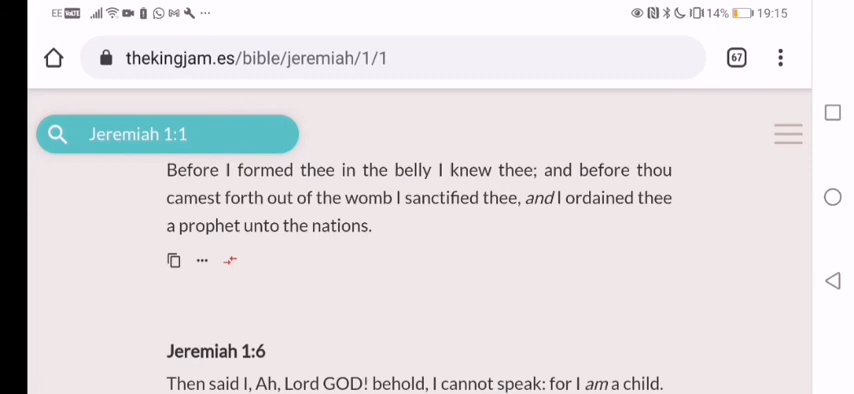 EE VoLTE ... 14% 19:15
thekingjam.es/bible/jeremiah/1/1
67
Jeremiah 1:1
Before I formed thee in the belly I knew thee; and before thou
camest forth out of the womb I sanctified thee, and I ordained thee
a prophet unto the nations.
Jeremiah 1:6
Then said I, Ah, Lord GOD! behold, I cannot speak: for I am a child.